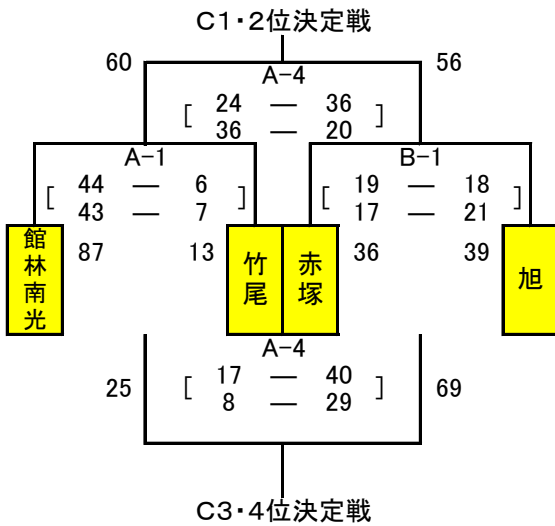 C1・2位決定戦
60 56
A-4
[ 24 — 36 ]
36 — 20
A-1 B-1
[ 44 — 6 ] [ 19 — 18 ]
43 — 7 17 — 21
館林南光 87 13 竹尾 赤塚 36 39 旭
A-4
25 [ 17 — 40 ] 69
8 — 29
C3・4位決定戦